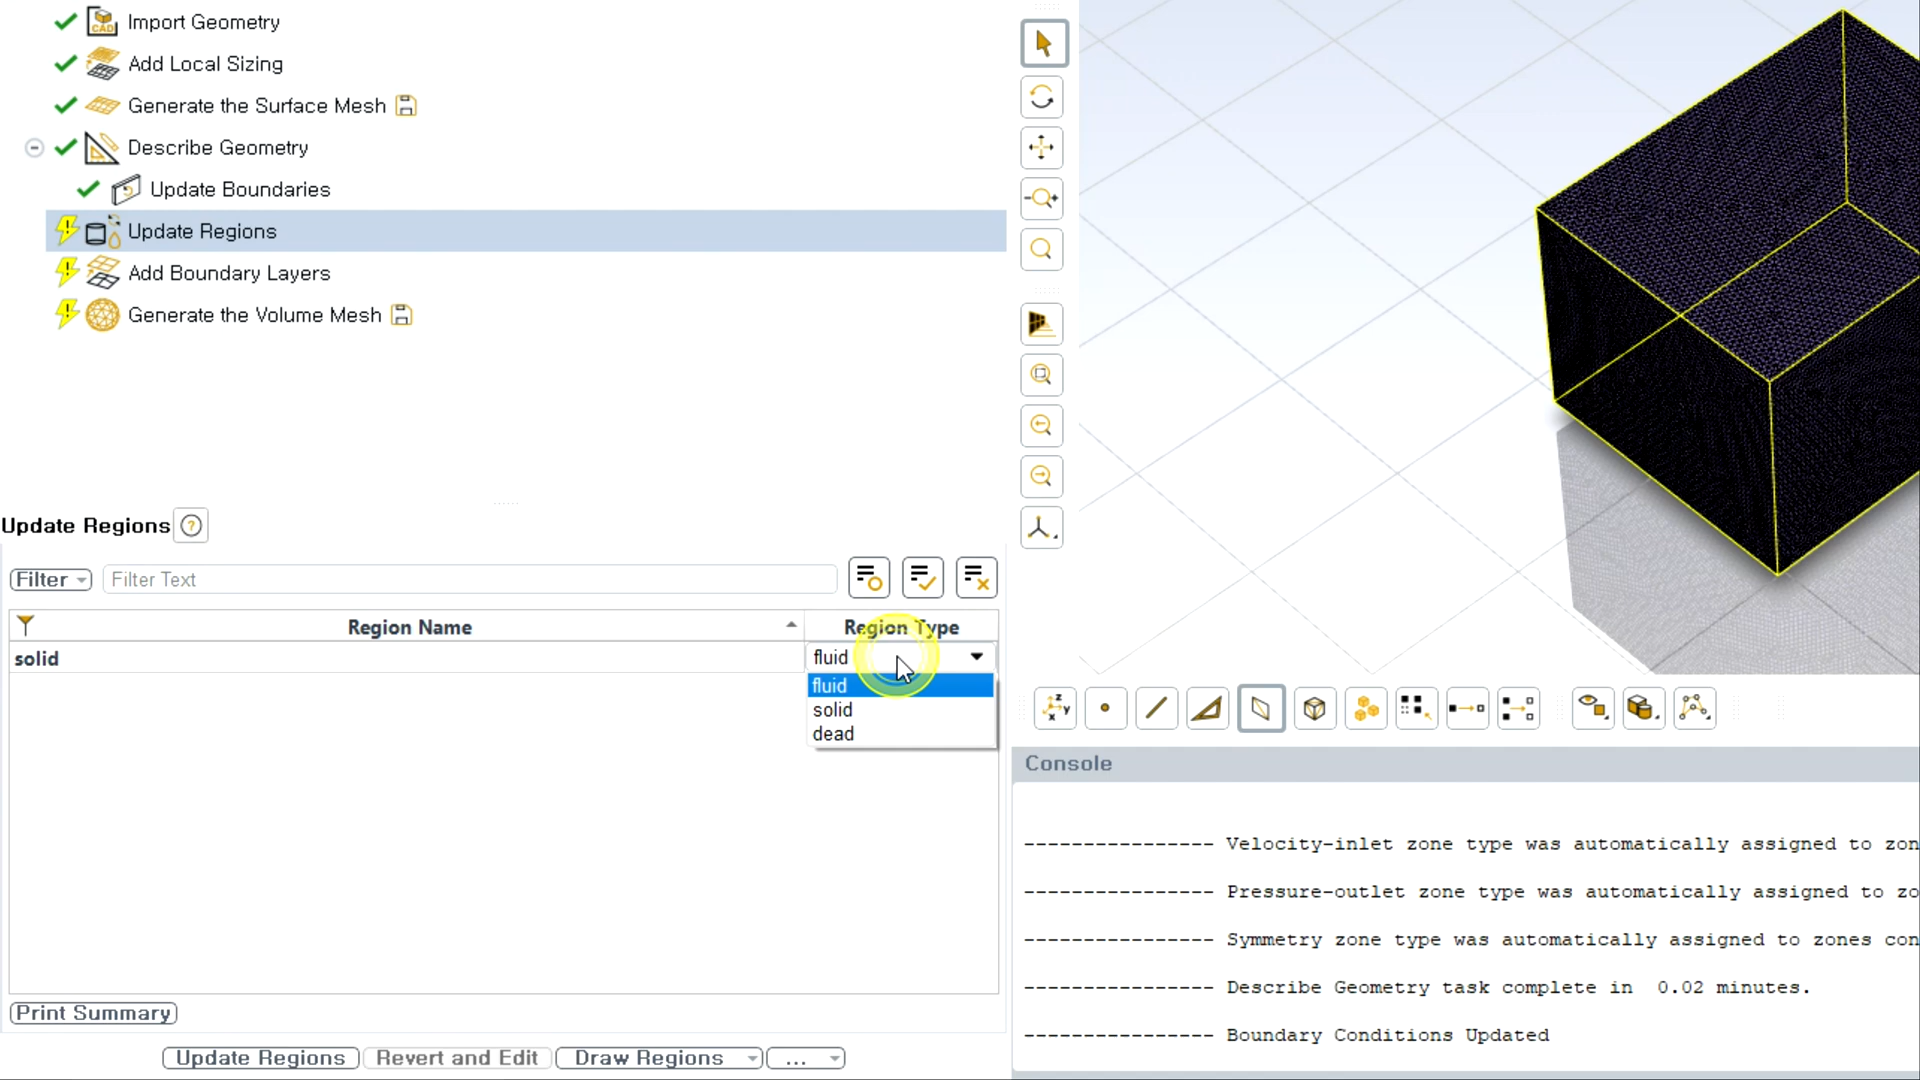 Import Geometry
Add Local Sizing
Generate the Surface Mesh
Describe Geometry
Update Boundaries
Update Regions
Add Boundary Layers
Generate the Volume Mesh
Update Regions ?
Filter Filter Text
Region Name Region Type
solid fluid
fluid
solid
dead
Print Summary
Update Regions Revert and Edit Draw Regions ...
z
x y
Console
---------------- Velocity-inlet zone type was automatically assigned to zon
---------------- Pressure-outlet zone type was automatically assigned to zo
---------------- Symmetry zone type was automatically assigned to zones con
---------------- Describe Geometry task complete in 0.02 minutes.
---------------- Boundary Conditions Updated